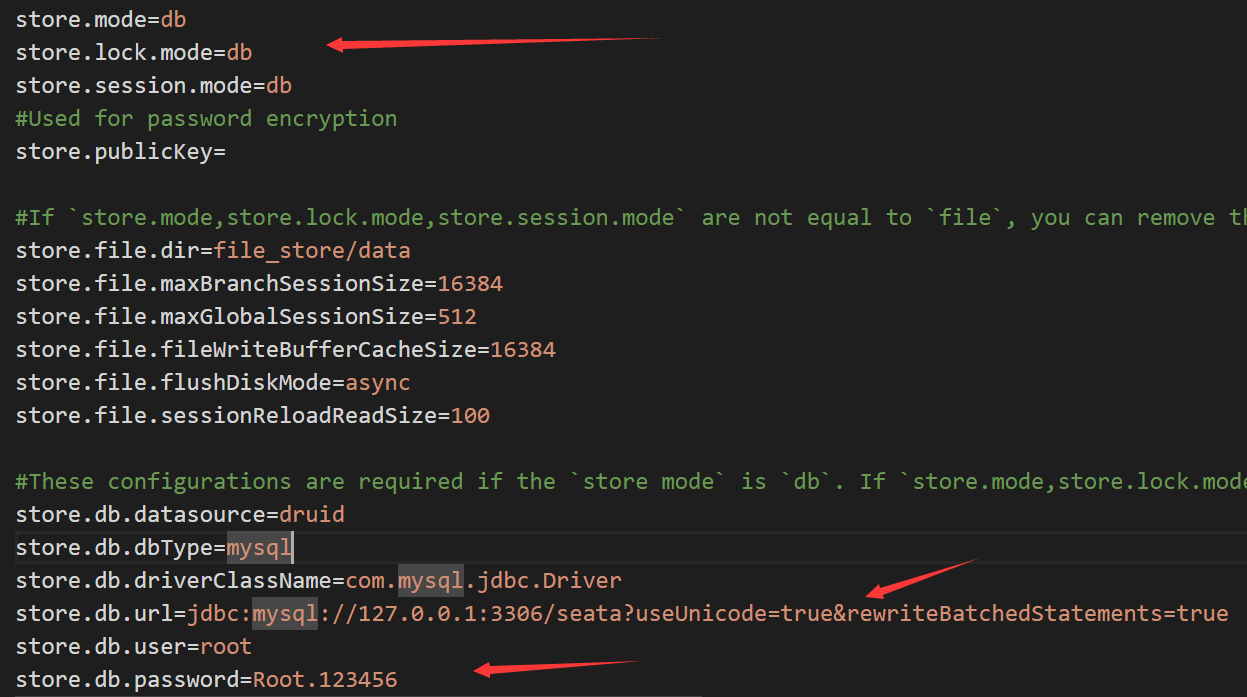 store.mode=db
store.lock.mode=db
store.session.mode=db
#Used for password encryption
store.publicKey=
#If `store.mode,store.lock.mode,store.session.mode` are not equal to `file`, you can remove th
store.file.dir=file_store/data
store.file.maxBranchSessionSize=16384
store.file.maxGlobalSessionSize=512
store.file.fileWriteBufferCacheSize=16384
store.file.flushDiskMode=async
store.file.sessionReloadReadSize=100
#These configurations are required if the `store mode` is `db`. If `store.mode,store.lock.mode
store.db.datasource=druid
store.db.dbType=mysql
store.db.driverClassName=com.mysql.jdbc.Driver
store.db.url=jdbc:mysql://127.0.0.1:3306/seata?useUnicode=true&rewriteBatchedStatements=true
store.db.user=root
store.db.password=Root.123456